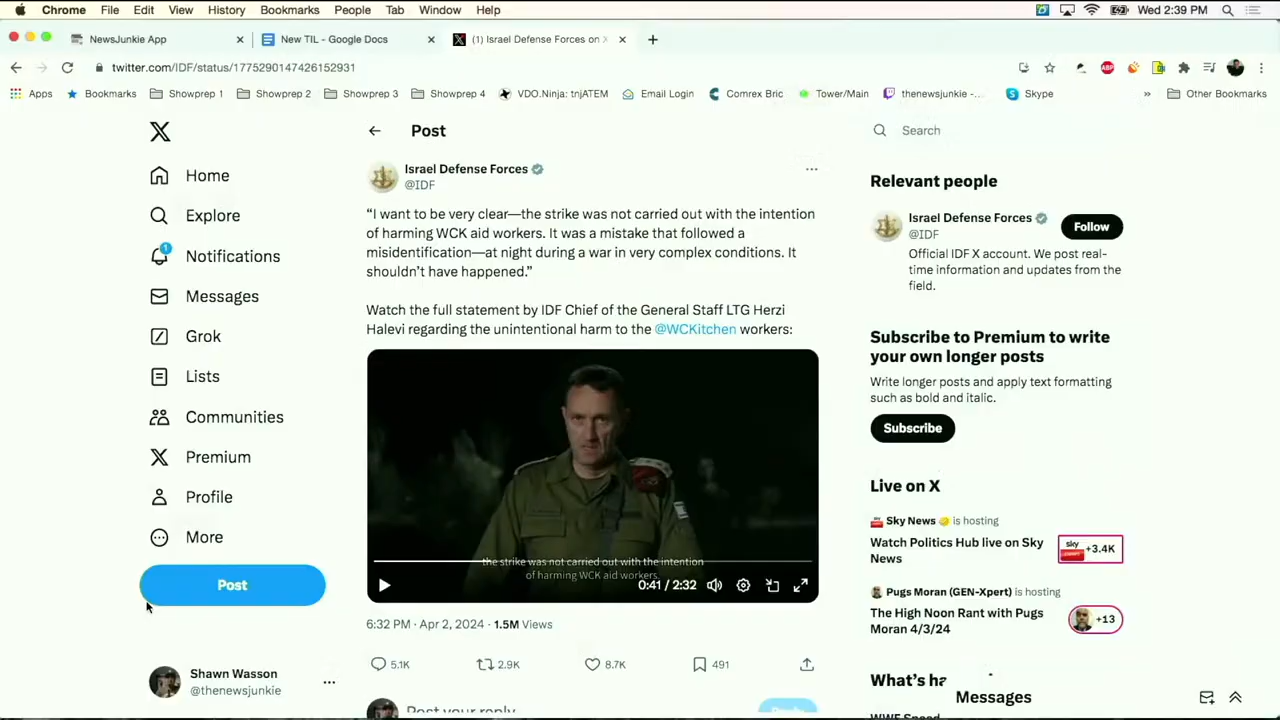 Chrome File Edit View History Bookmarks People Tab Window Help Wed 2:39 PM
NewsJunkie App New TIL - Google Docs (1) Israel Defense Forces on X
twitter.com/IDF/status/1775290147426152931 ABP
Apps Bookmarks Showprep 1 Showprep 2 Showprep 3 Showprep 4 VDO.Ninja: tnjATEM Email Login Comrex Bric Tower/Main thenewsjunkie -... Skype » Other Bookmarks
Home
Explore
1
Notifications
Messages
Grok
Lists
Communities
Premium
Profile
More
Post
Shawn Wasson
@thenewsjunkie
Post
Israel Defense Forces
@IDF
“I want to be very clear—the strike was not carried out with the intention
of harming WCK aid workers. It was a mistake that followed a
misidentification—at night during a war in very complex conditions. It
shouldn’t have happened.”
Watch the full statement by IDF Chief of the General Staff LTG Herzi
Halevi regarding the unintentional harm to the @WCKitchen workers:
the strike was not carried out with the intention
of harming WCK aid workers.
0:41 / 2:32
6:32 PM · Apr 2, 2024 · 1.5M Views
5.1K 2.9K 8.7K 491
Post your reply
Search
Relevant people
Israel Defense Forces
@IDF
Follow
Official IDF X account. We post real-
time information and updates from the
field.
Subscribe to Premium to write
your own longer posts
Write longer posts and apply text formatting
such as bold and italic.
Subscribe
Live on X
Sky News is hosting
Watch Politics Hub live on Sky
News
sky
+3.4K
Pugs Moran (GEN-Xpert) is hosting
The High Noon Rant with Pugs
Moran 4/3/24
+13
What's ha
Messages
WWE Speed